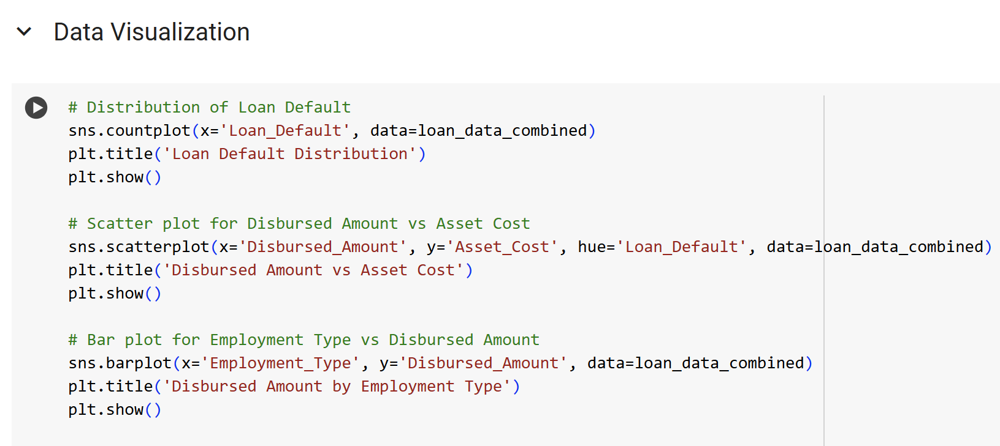 Data Visualization
# Distribution of Loan Default
sns.countplot(x='Loan_Default', data=loan_data_combined)
plt.title('Loan Default Distribution')
plt.show()
# Scatter plot for Disbursed Amount vs Asset Cost
sns.scatterplot(x='Disbursed_Amount', y='Asset_Cost', hue='Loan_Default', data=loan_data_combined)
plt.title('Disbursed Amount vs Asset Cost')
plt.show()
# Bar plot for Employment Type vs Disbursed Amount
sns.barplot(x='Employment_Type', y='Disbursed_Amount', data=loan_data_combined)
plt.title('Disbursed Amount by Employment Type')
plt.show()